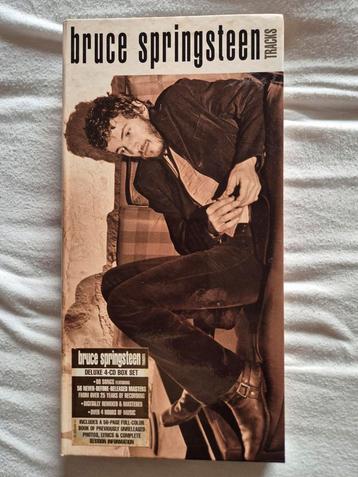 bruce springsteen
TRACKS
bruce springsteen
DELUXE 4-CD BOX SET
• 66 SONGS FEATURING
56 NEVER-BEFORE-RELEASED MASTERS
FROM OVER 25 YEARS OF RECORDING
• DIGITALLY REMIXED & MASTERED
• OVER 4 HOURS OF MUSIC
INCLUDES A 56-PAGE FULL-COLOR
BOOK OF PREVIOUSLY UNRELEASED
PHOTOS, LYRICS & COMPLETE
SESSION INFORMATION